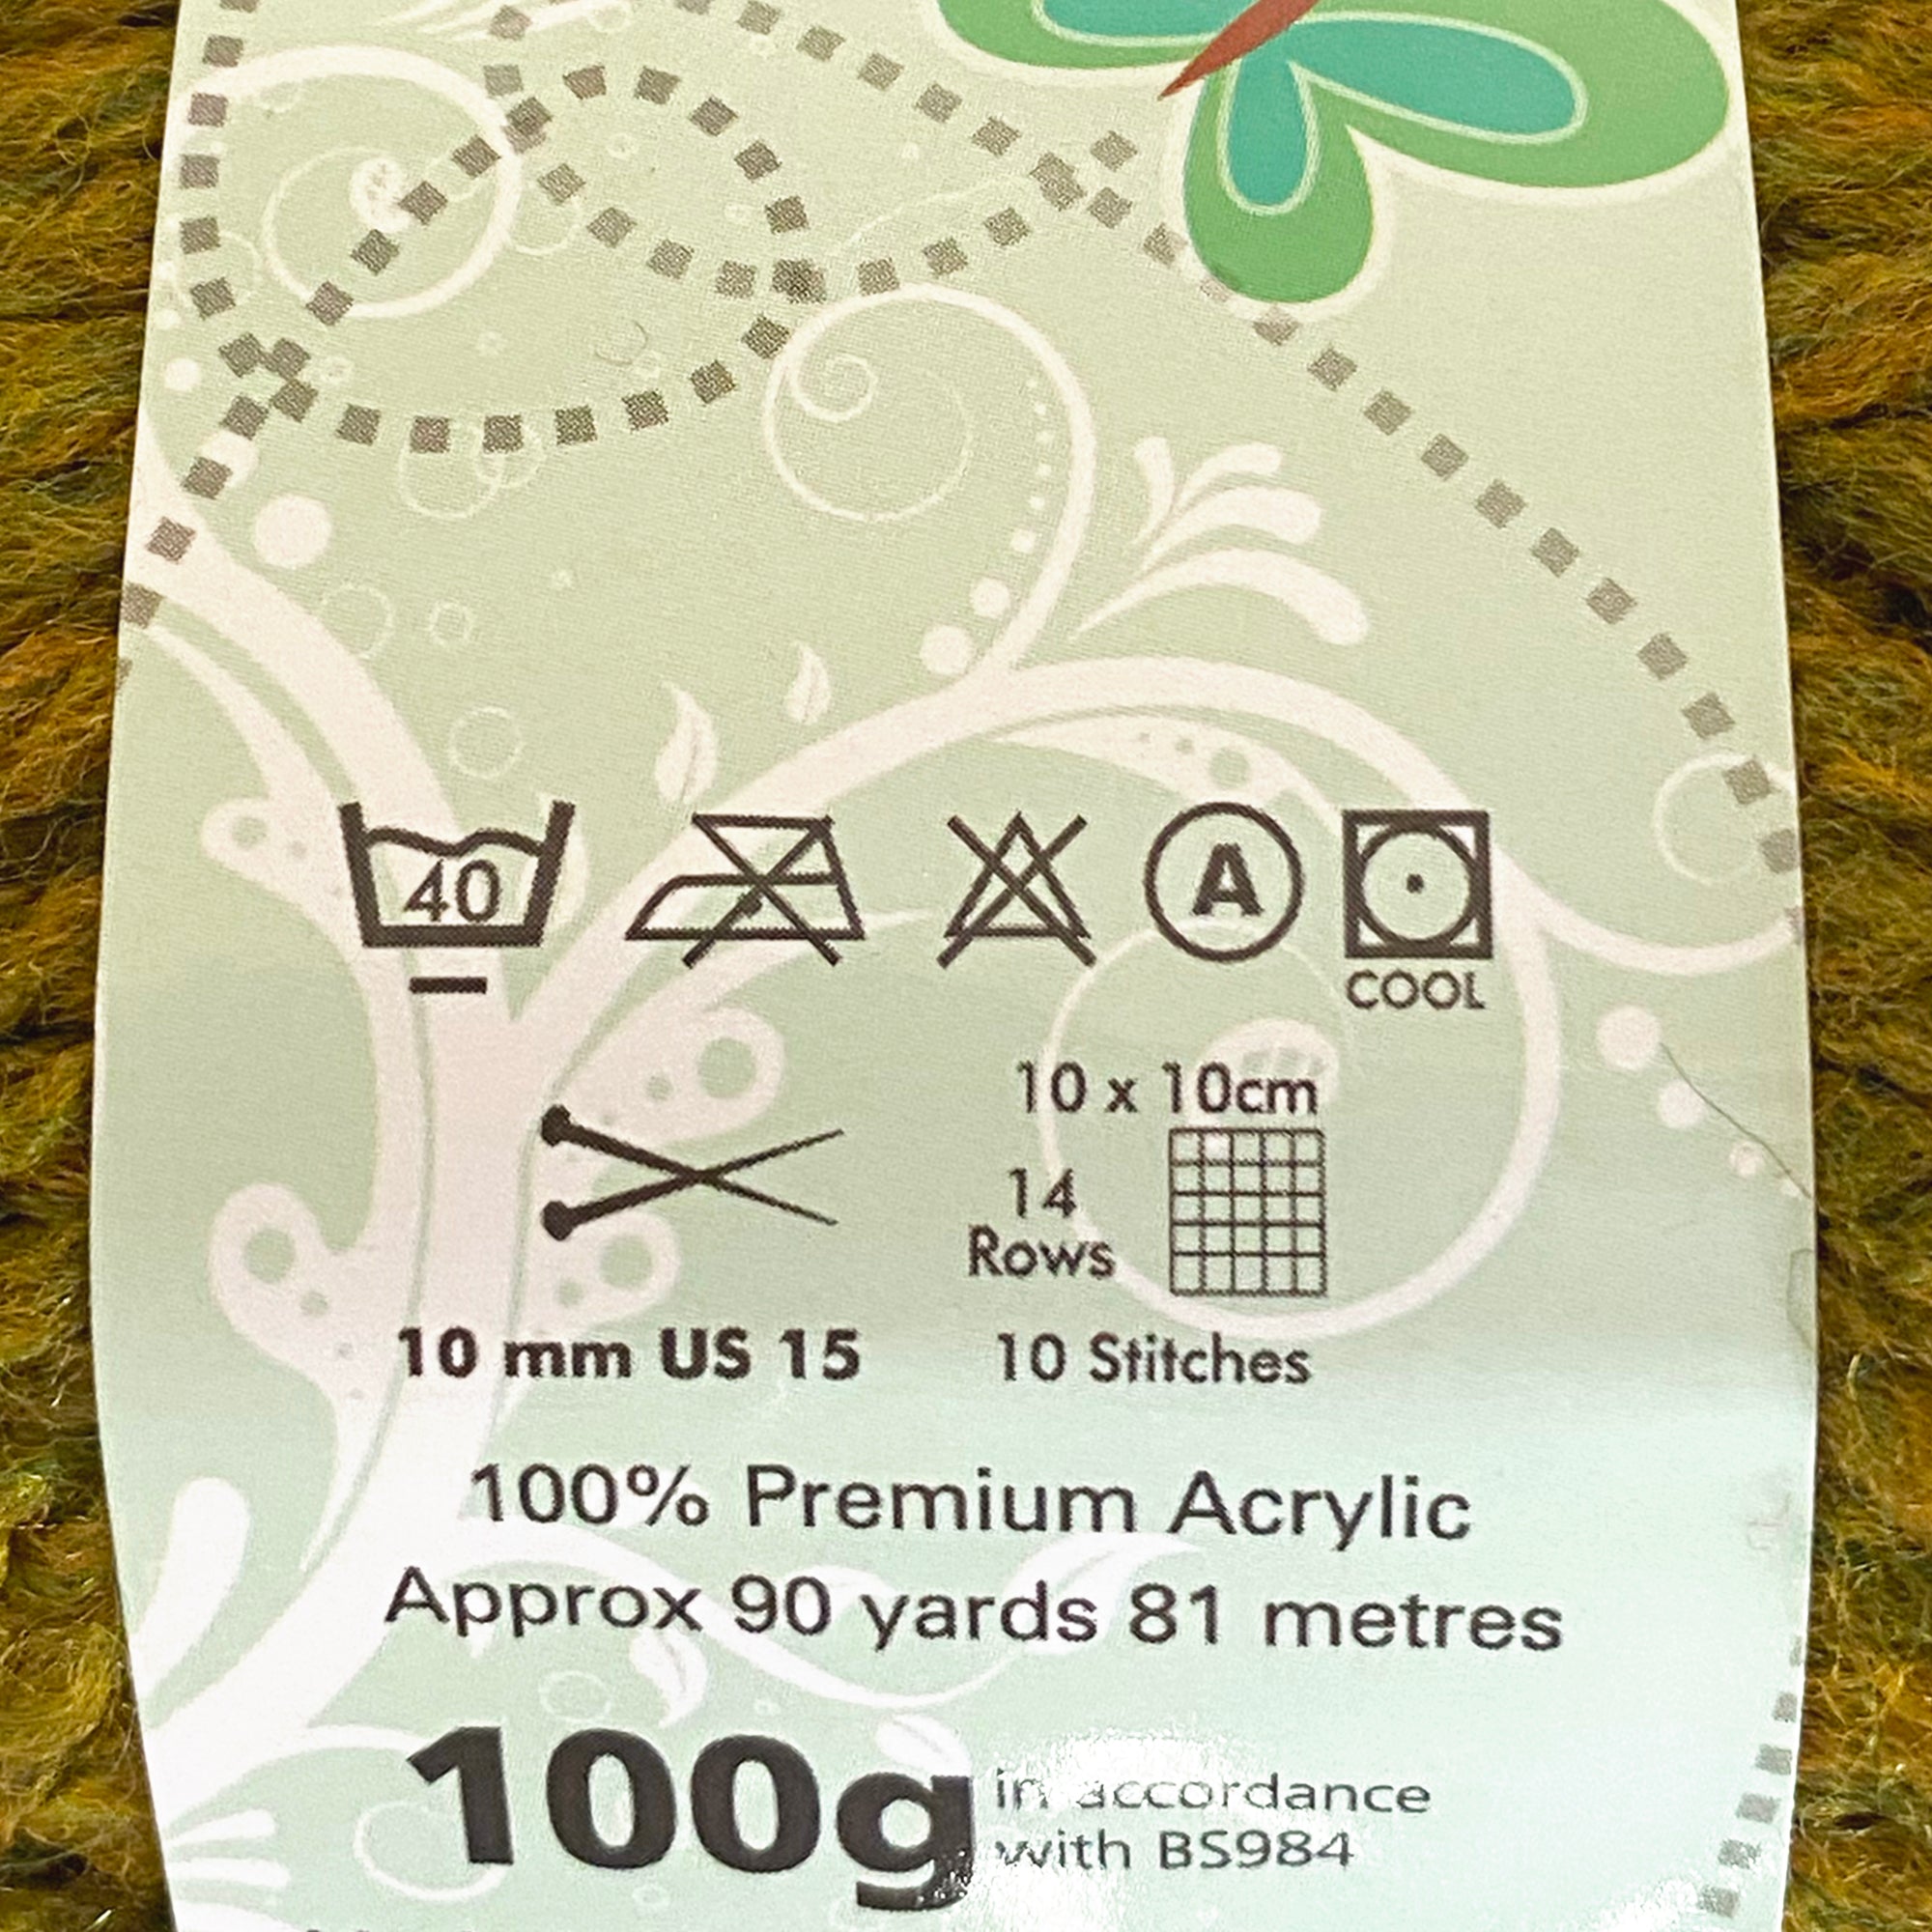 40
A
COOL
10 x 10cm
14
Rows
10 mm US 15
10 Stitches
100% Premium Acrylic
Approx 90 yards 81 metres
100g
in accordance
with BS984